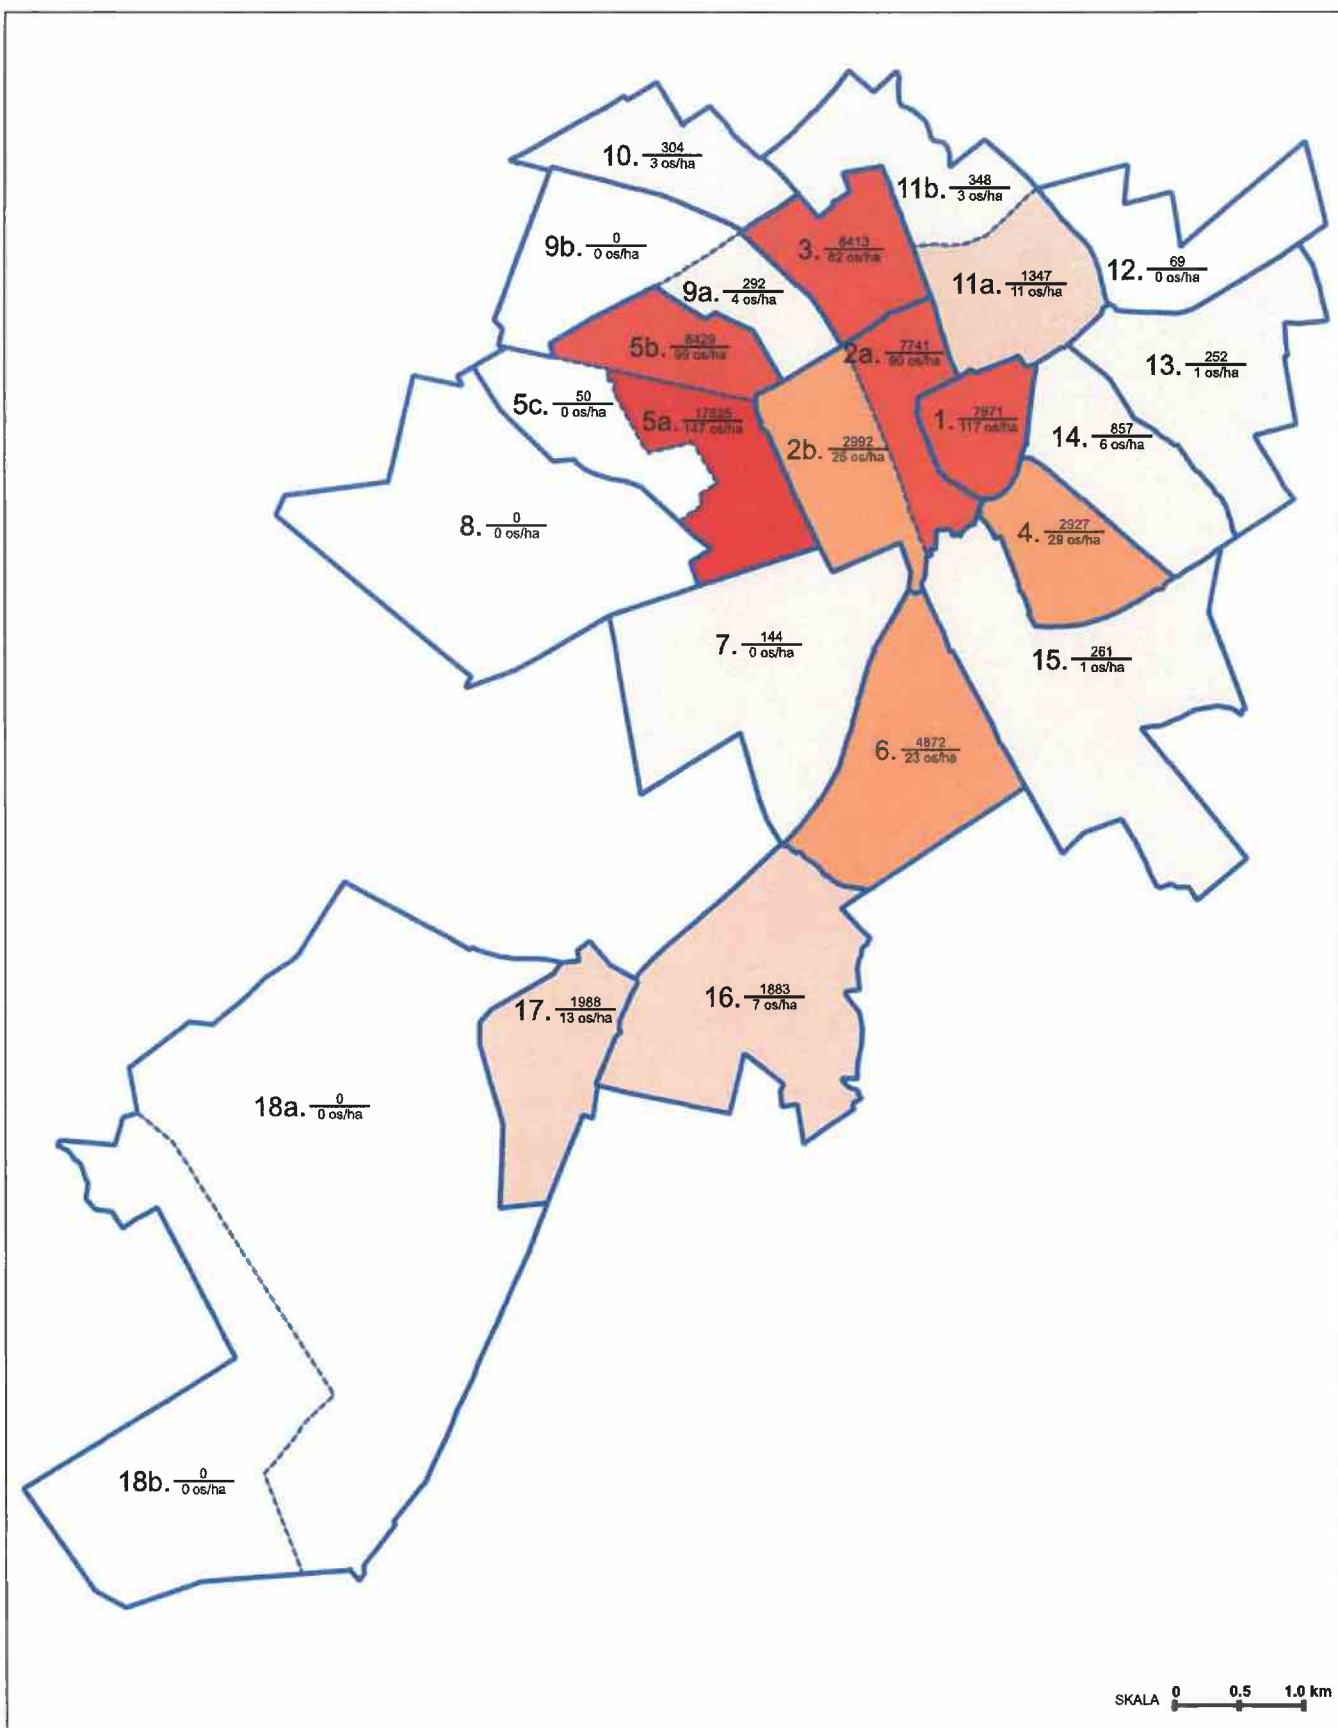 10. 304
3 os/ha
11b. 348
3 os/ha
9b. 0
0 os/ha
3. 8413
82 os/ha
12. 69
0 os/ha
9a. 292
4 os/ha
11a. 1347
11 os/ha
5b. 8429
99 os/ha
2a. 7741
90 os/ha
13. 252
1 os/ha
5c. 50
0 os/ha
5a.
147 os/ha
1. 7971
117 os/ha
14. 857
6 os/ha
2b. 2992
25 os/ha
8. 0
0 os/ha
4. 2927
29 os/ha
7. 144
0 os/ha
15. 261
1 os/ha
6. 4872
23 os/ha
17. 1988
13 os/ha
16. 1883
7 os/ha
18a. 0
0 os/ha
18b. 0
0 os/ha
SKALA 0 0.5 1.0 km